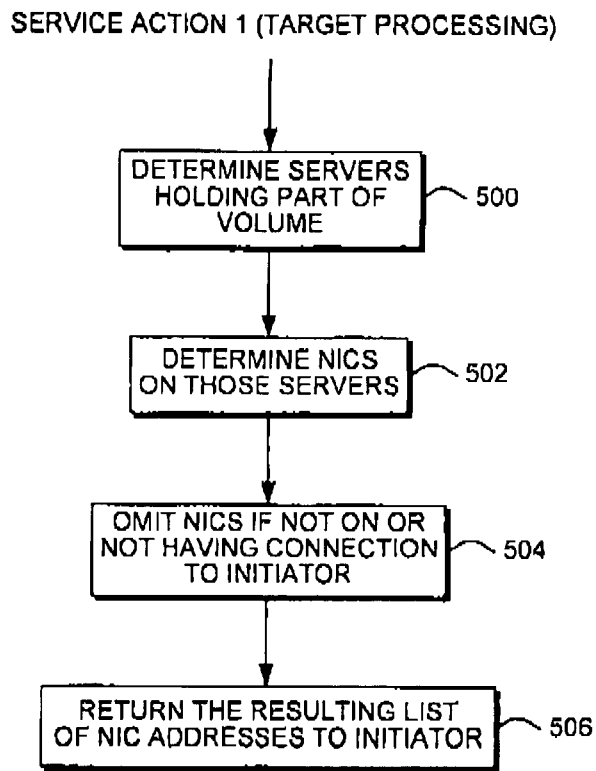 SERVICE ACTION 1 (TARGET PROCESSING)
DETERMINE SERVERS
HOLDING PART OF
VOLUME
500
DETERMINE NICS
ON THOSE SERVERS
502
OMIT NICS IF NOT ON OR
NOT HAVING CONNECTION
TO INITIATOR
504
RETURN THE RESULTING LIST
OF NIC ADDRESSES TO INITIATOR
506